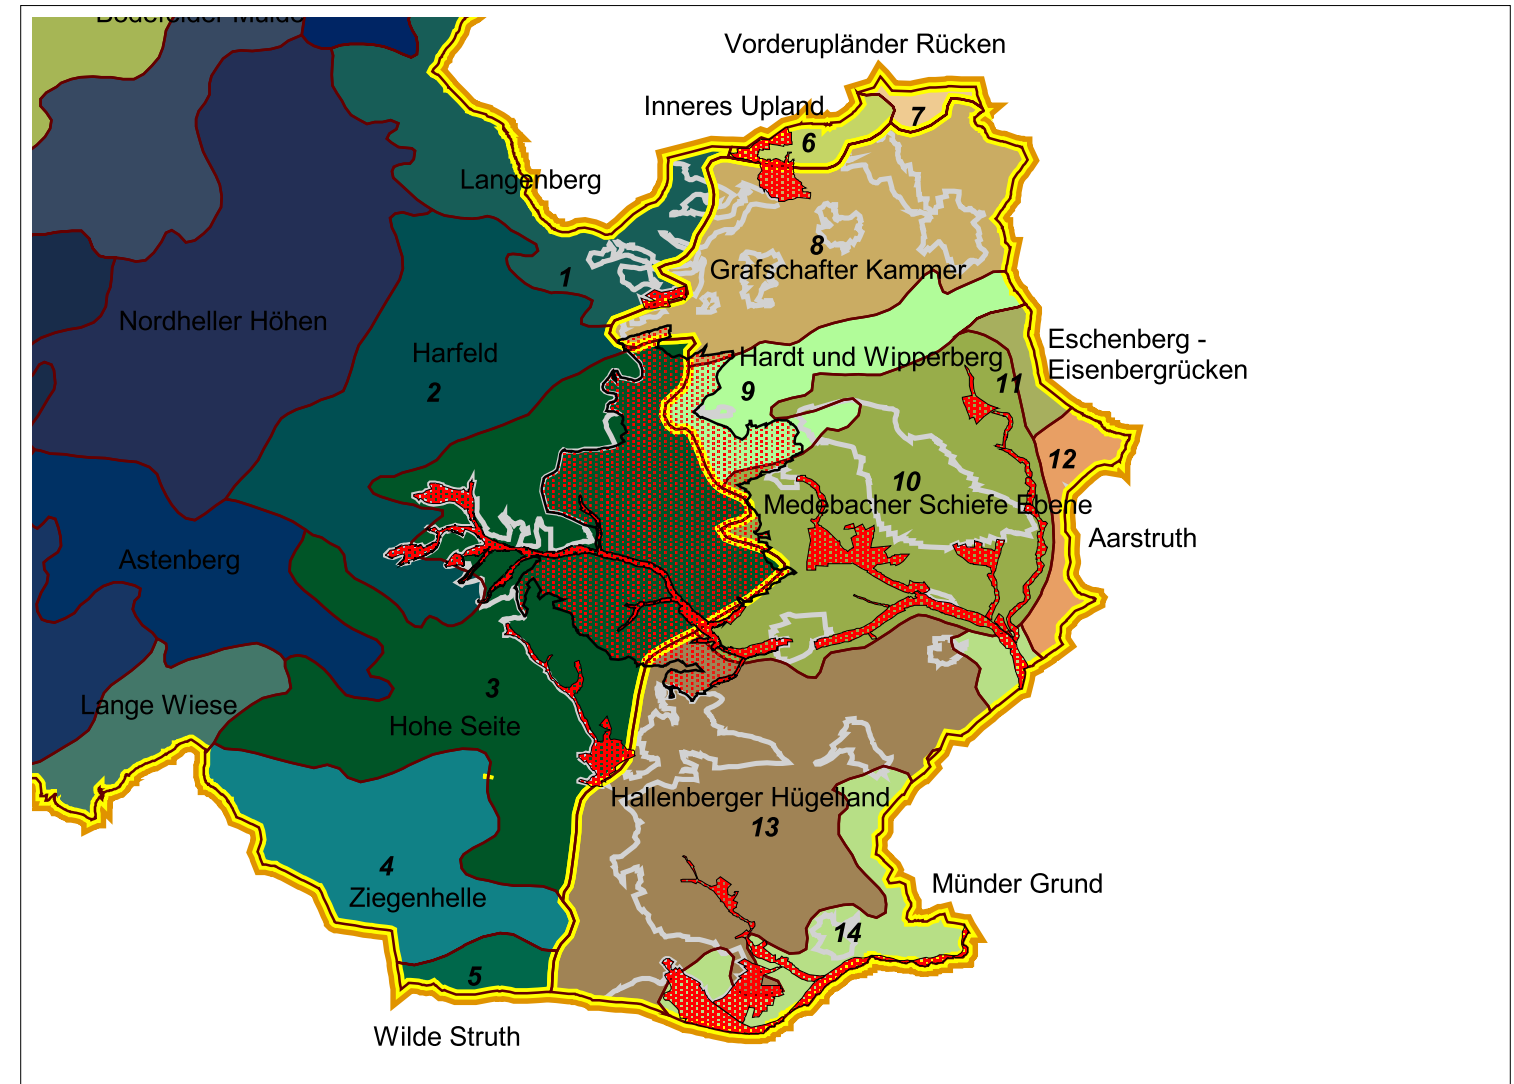 Bödefelder Mulde
Vorderupländer Rücken
Inneres Upland
7
6
Langenberg
8
Grafschafter Kammer
1
Nordheller Höhen
Harfeld
2
Hardt und Wipperberg
9
Eschenberg -
Eisenbergrücken
11
12
10
Medebacher Schiefe Ebene
Aarstruth
Astenberg
3
Lange Wiese
Hohe Seite
Hallenberger Hügelland
13
4
Ziegenhelle
Münder Grund
14
5
Wilde Struth